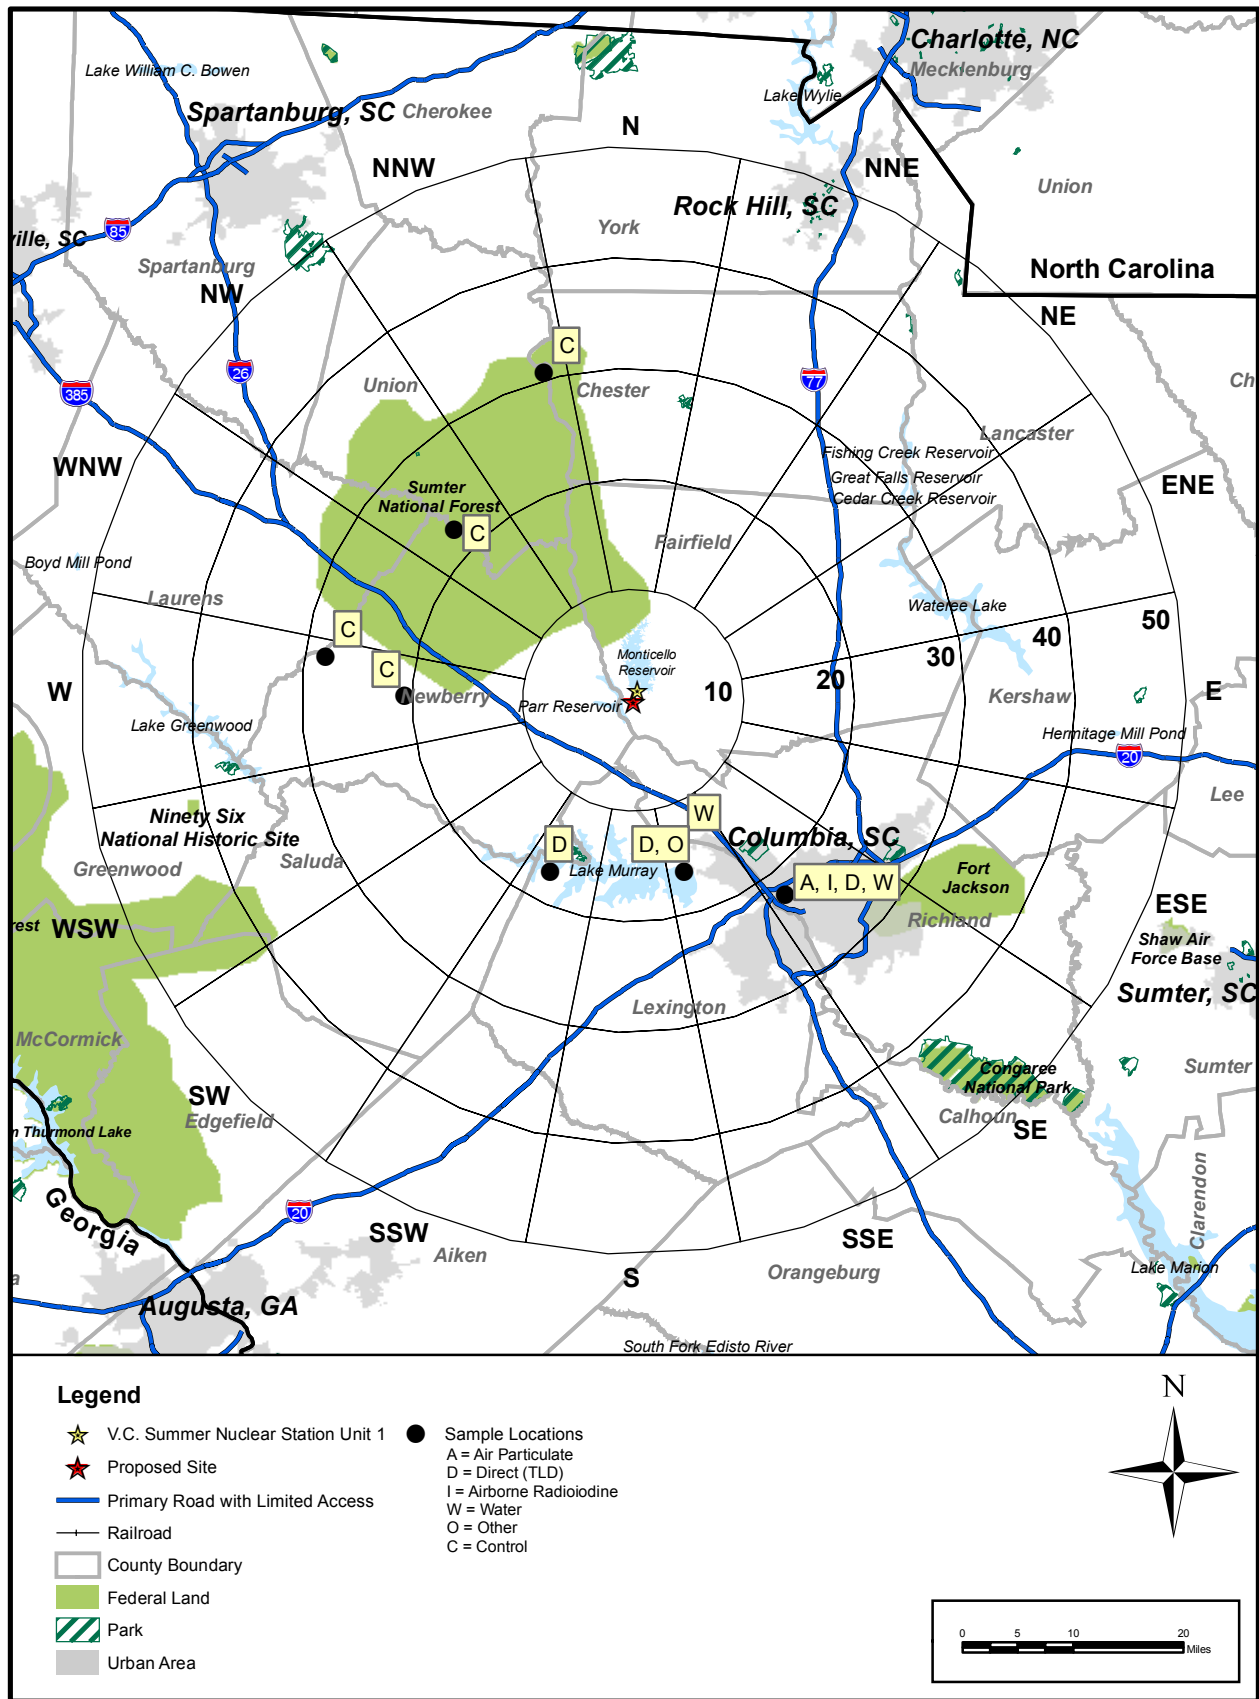 Charlotte, NC
Mecklenburg
Lake William C. Bowen
Lake Wylie
Spartanburg, SC
Cherokee
N
NNW
NNE
Union
Rock Hill, SC
York
ville, SC
85
Spartanburg
North Carolina
NW
NE
C
26
77
Ch
385
Union
Chester
Lancaster
Fishing Creek Reservoir
WNW
Great Falls Reservoir
ENE
Sumter
National Forest
Cedar Creek Reservoir
C
Fairfield
Boyd Mill Pond
Laurens
Wateree Lake
C
50
40
Monticello
Reservoir
30
C
20
W
10
E
Newberry
Parr Reservoir
Kershaw
Lake Greenwood
Hermitage Mill Pond
20
Lee
W
Ninety Six
National Historic Site
Columbia, SC
D
D, O
Greenwood
Saluda
Lake Murray
Fort
Jackson
A, I, D, W
ESE
rest
WSW
Richland
Shaw Air
Force Base
Sumter, SC
Lexington
McCormick
Congaree
National Park
Sumter
SW
Edgefield
Calhoun
SE
n Thurmond Lake
Clarendon
Georgia
20
SSW
SSE
Aiken
Lake Marion
a
S
Orangeburg
Augusta, GA
South Fork Edisto River
Legend
V.C. Summer Nuclear Station Unit 1
Proposed Site
Primary Road with Limited Access
Railroad
County Boundary
Federal Land
Park
Urban Area
Sample Locations
A = Air Particulate
D = Direct (TLD)
I = Airborne Radioiodine
W = Water
O = Other
C = Control
N
0 5 10 20
Miles